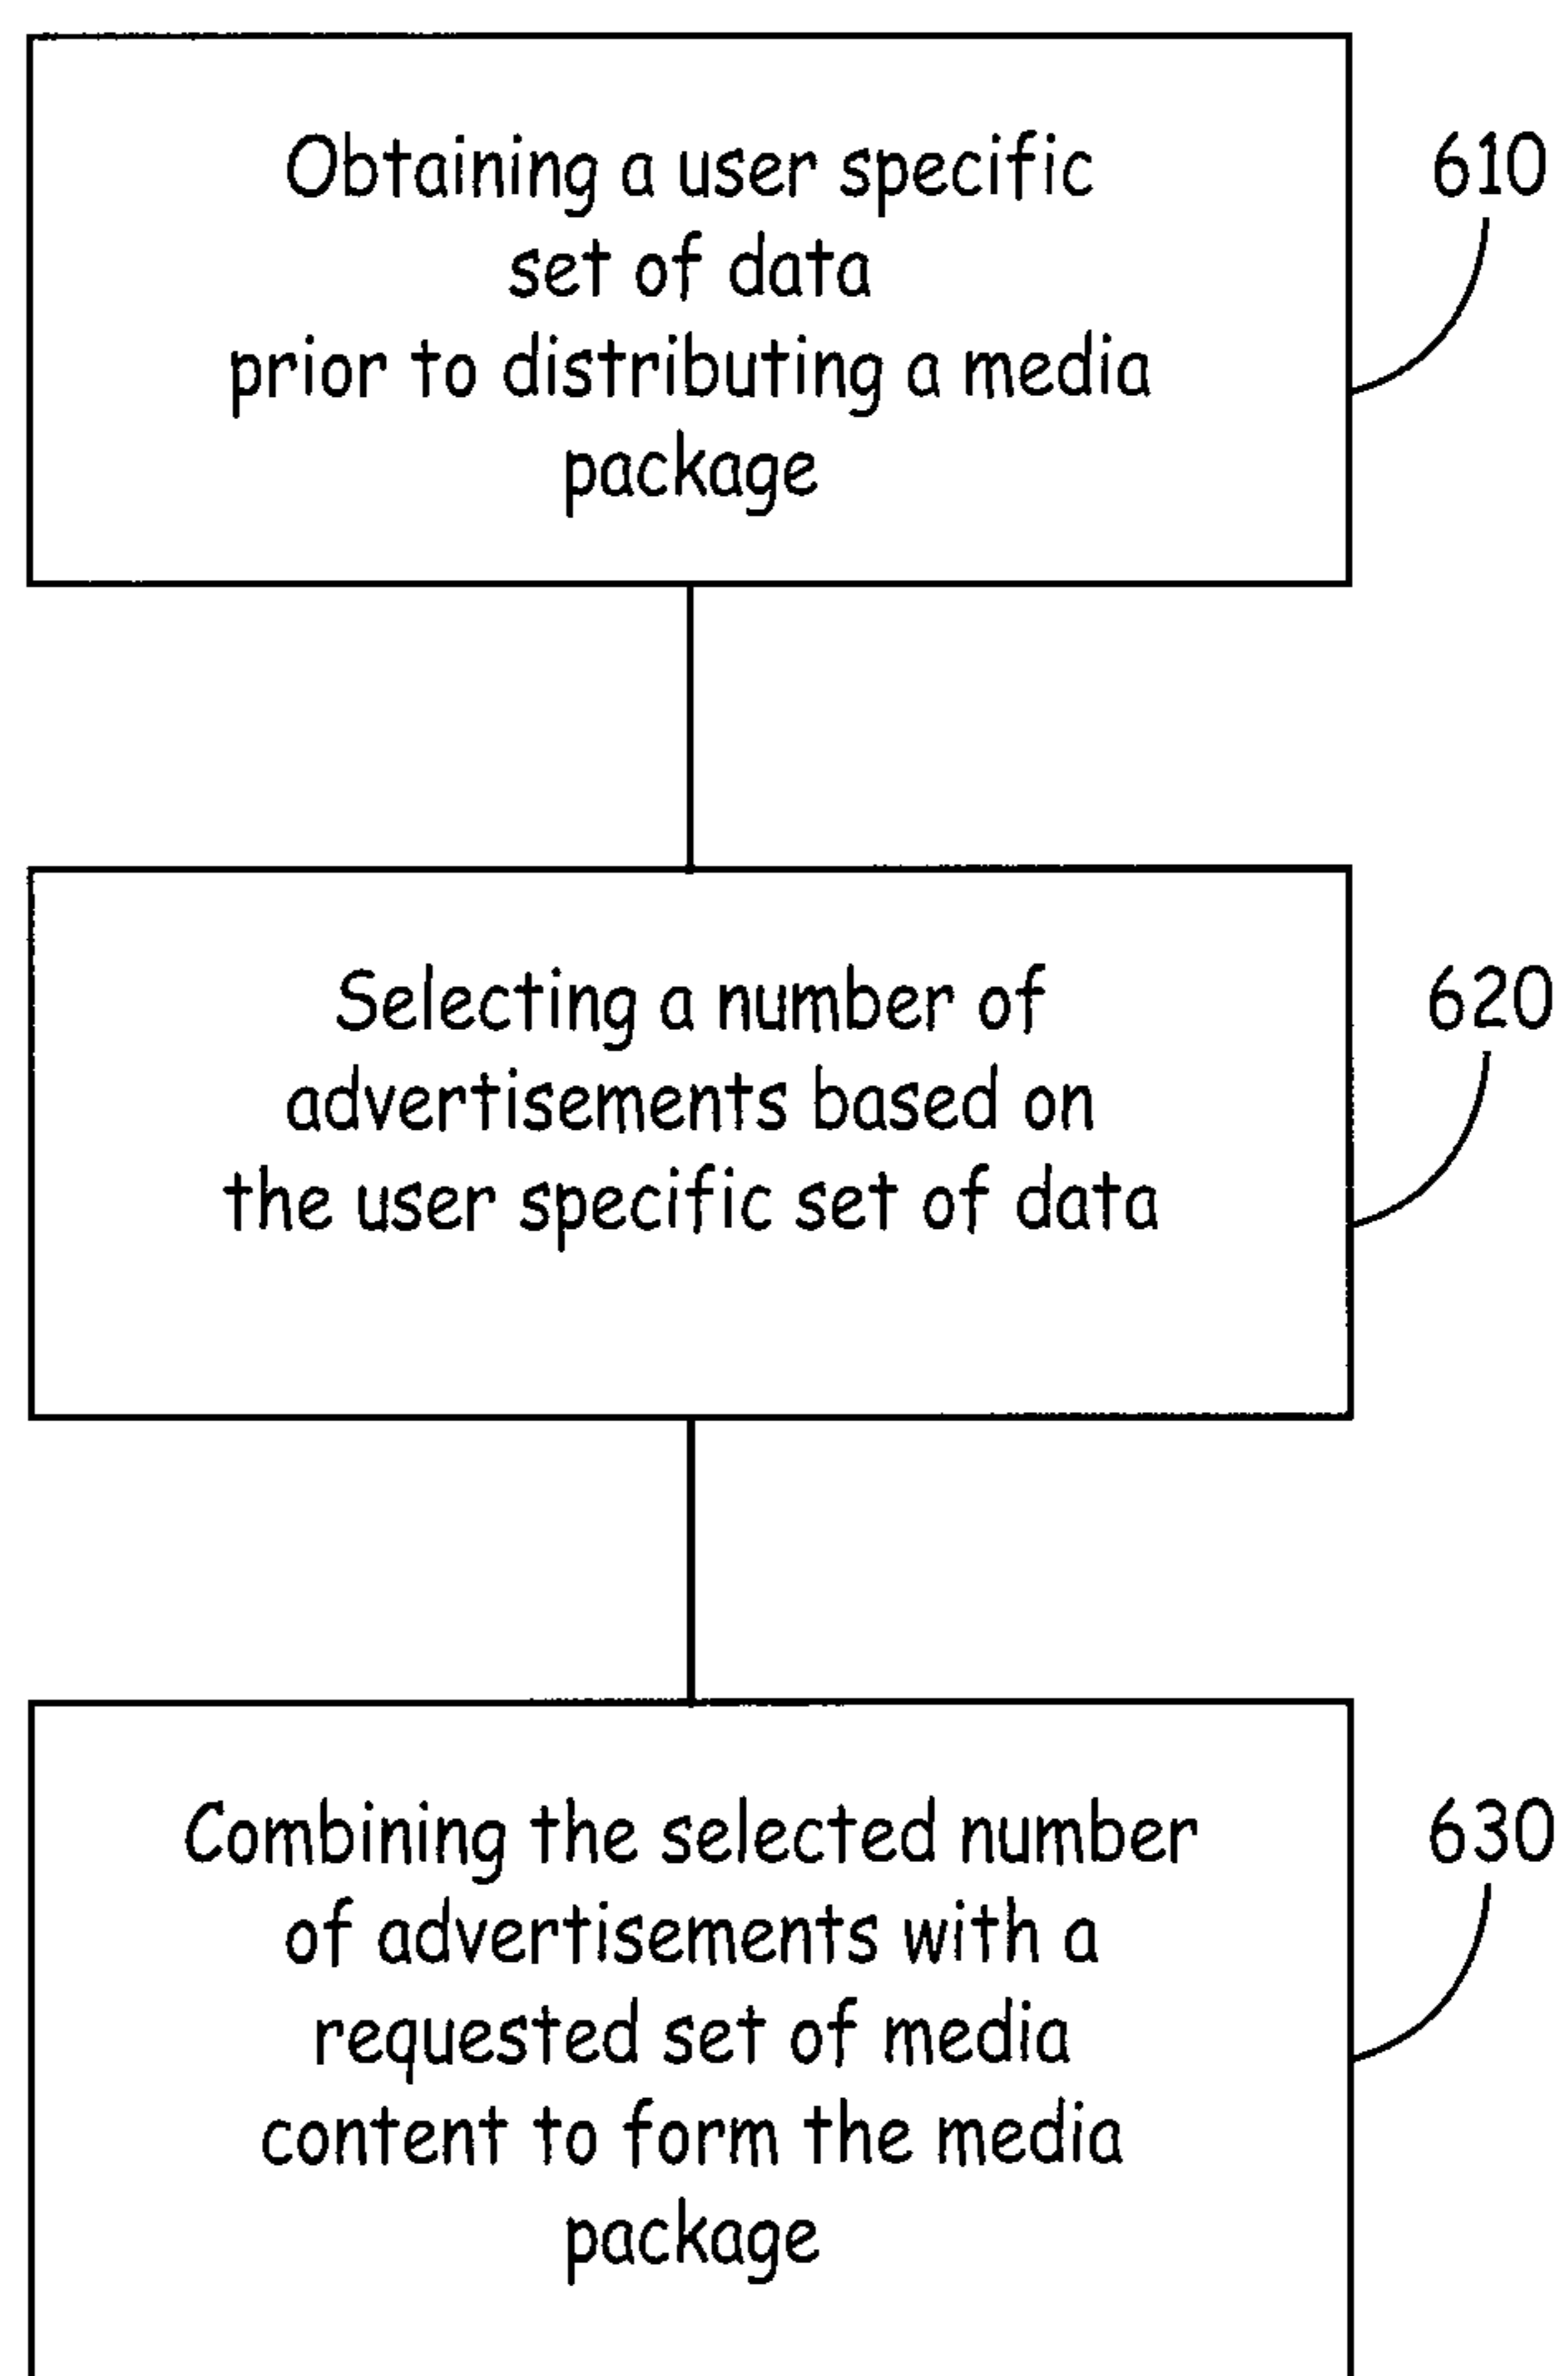 Obtaining a user specific
set of data
prior to distributing a media
package
610
Selecting a number of
advertisements based on
the user specific set of data
620
Combining the selected number
of advertisements with a
requested set of media
content to form the media
package
630